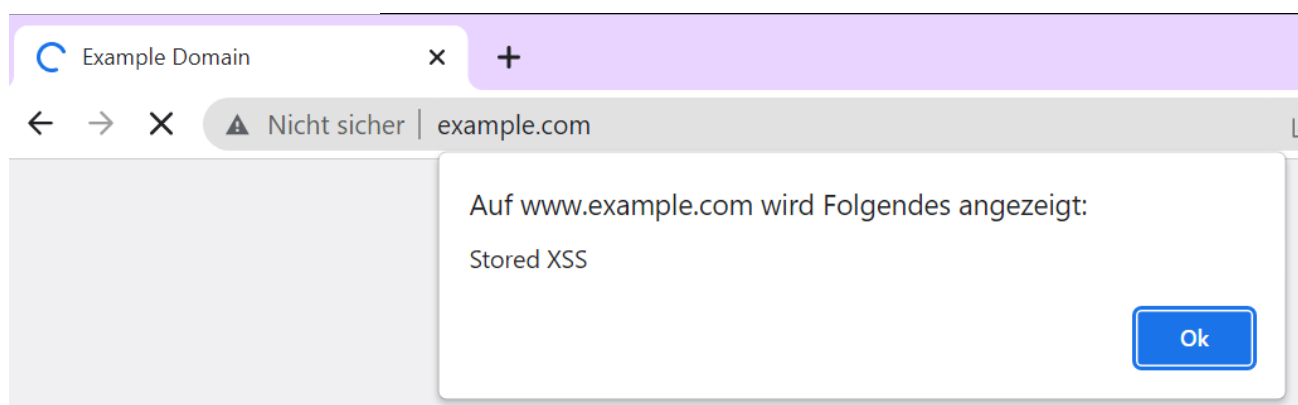 Example Domain
Nicht sicher | example.com
Auf www.example.com wird Folgendes angezeigt:
Stored XSS
Ok